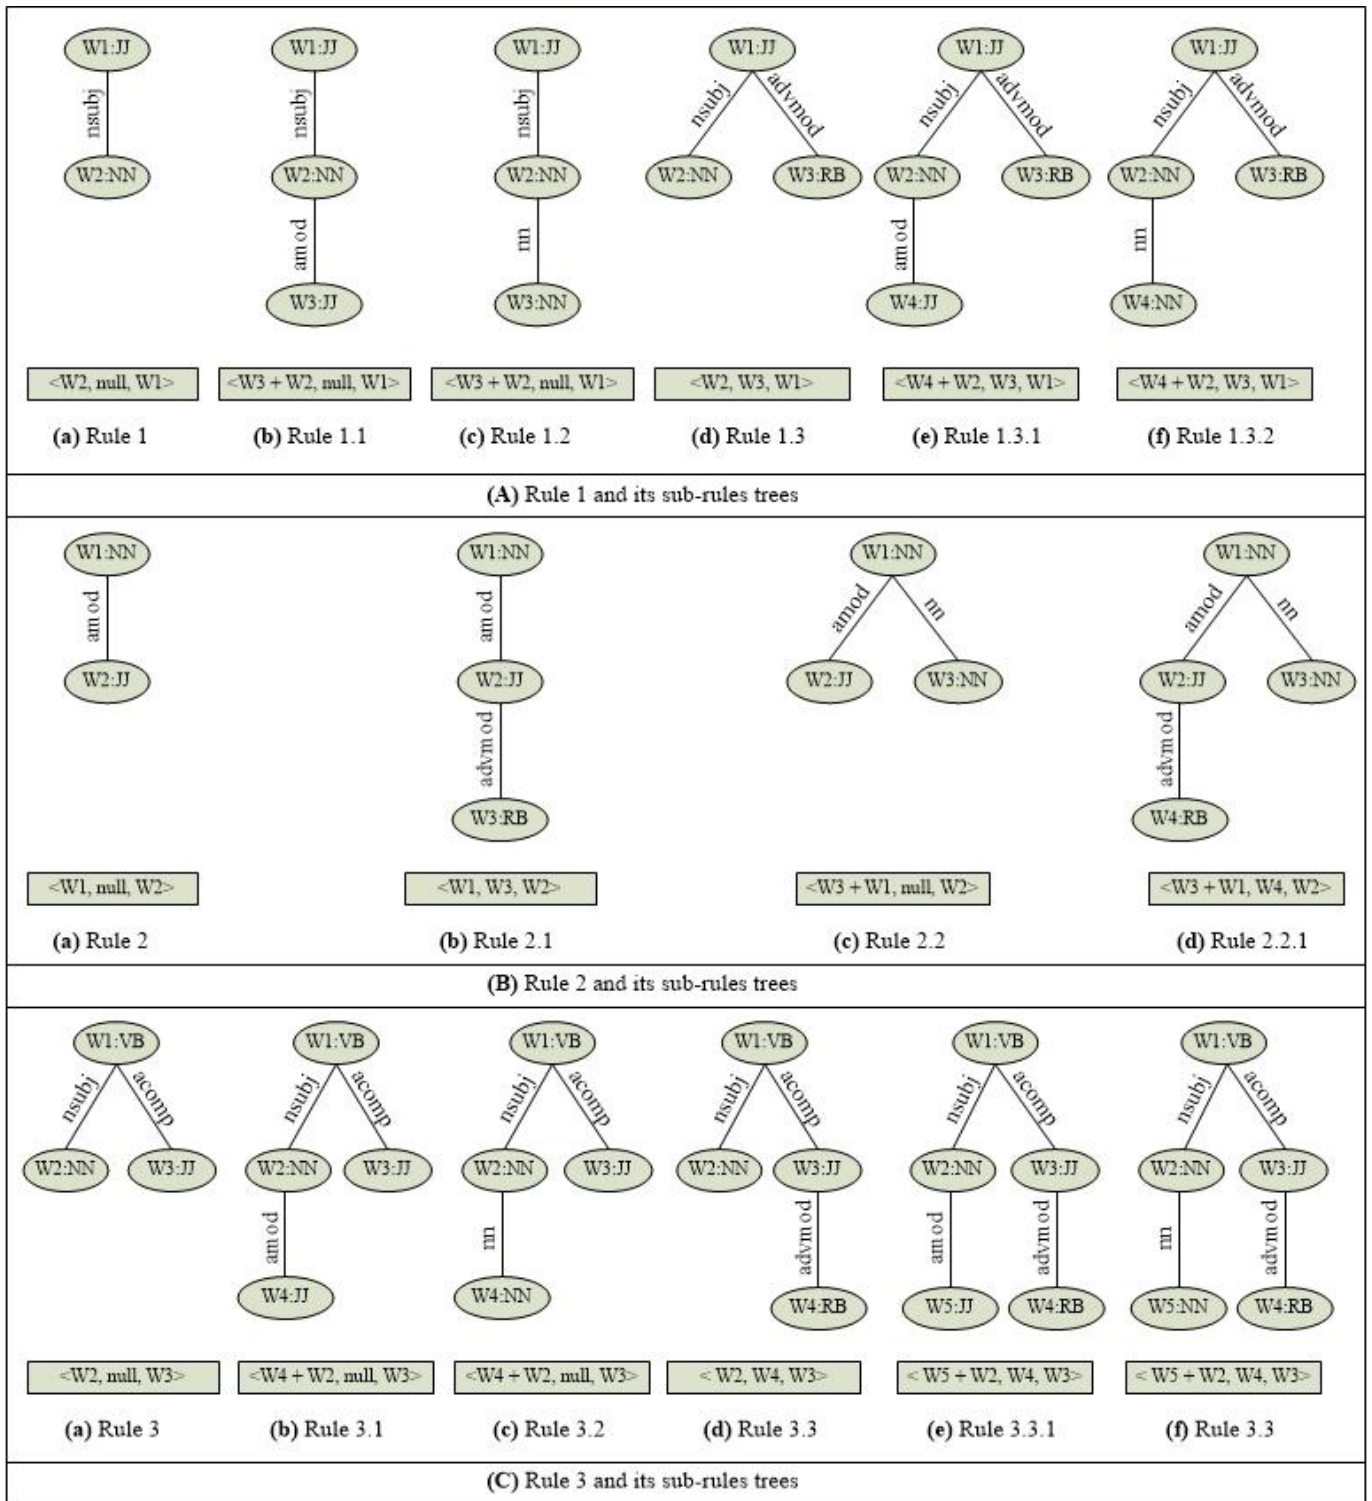 W1:JJ W1:JJ W1:JJ W1:JJ W1:JJ W1:JJ
nsubj nsubj nsubj nsubj advmod nsubj advmod nsubj advmod
W2:NN W2:NN W2:NN W2:NN W3:RB W2:NN W3:RB W2:NN W3:RB
amod nn amod nn
W3:JJ W3:NN W4:JJ W4:NN
<W2, null, W1> <W3 + W2, null, W1> <W3 + W2, null, W1> <W2, W3, W1> <W4 + W2, W3, W1> <W4 + W2, W3, W1>
(a) Rule 1 (b) Rule 1.1 (c) Rule 1.2 (d) Rule 1.3 (e) Rule 1.3.1 (f) Rule 1.3.2
(A) Rule 1 and its sub-rules trees
W1:NN W1:NN W1:NN W1:NN
amod amod amod nn amod nn
W2:JJ W2:JJ W2:JJ W3:NN W2:JJ W3:NN
advmod advmod
W3:RB W4:RB
<W1, null, W2> <W1, W3, W2> <W3 + W1, null, W2> <W3 + W1, W4, W2>
(a) Rule 2 (b) Rule 2.1 (c) Rule 2.2 (d) Rule 2.2.1
(B) Rule 2 and its sub-rules trees
W1:VB W1:VB W1:VB W1:VB W1:VB W1:VB
nsubj acomp nsubj acomp nsubj acomp nsubj acomp nsubj acomp nsubj acomp
W2:NN W3:JJ W2:NN W3:JJ W2:NN W3:JJ W2:NN W3:JJ W2:NN W3:JJ W2:NN W3:JJ
amod nn advmod amod advmod nn advmod
W4:JJ W4:NN W4:RB W5:JJ W4:RB W5:NN W4:RB
<W2, null, W3> <W4 + W2, null, W3> <W4 + W2, null, W3> < W2, W4, W3> < W5 + W2, W4, W3> < W5 + W2, W4, W3>
(a) Rule 3 (b) Rule 3.1 (c) Rule 3.2 (d) Rule 3.3 (e) Rule 3.3.1 (f) Rule 3.3
(C) Rule 3 and its sub-rules trees